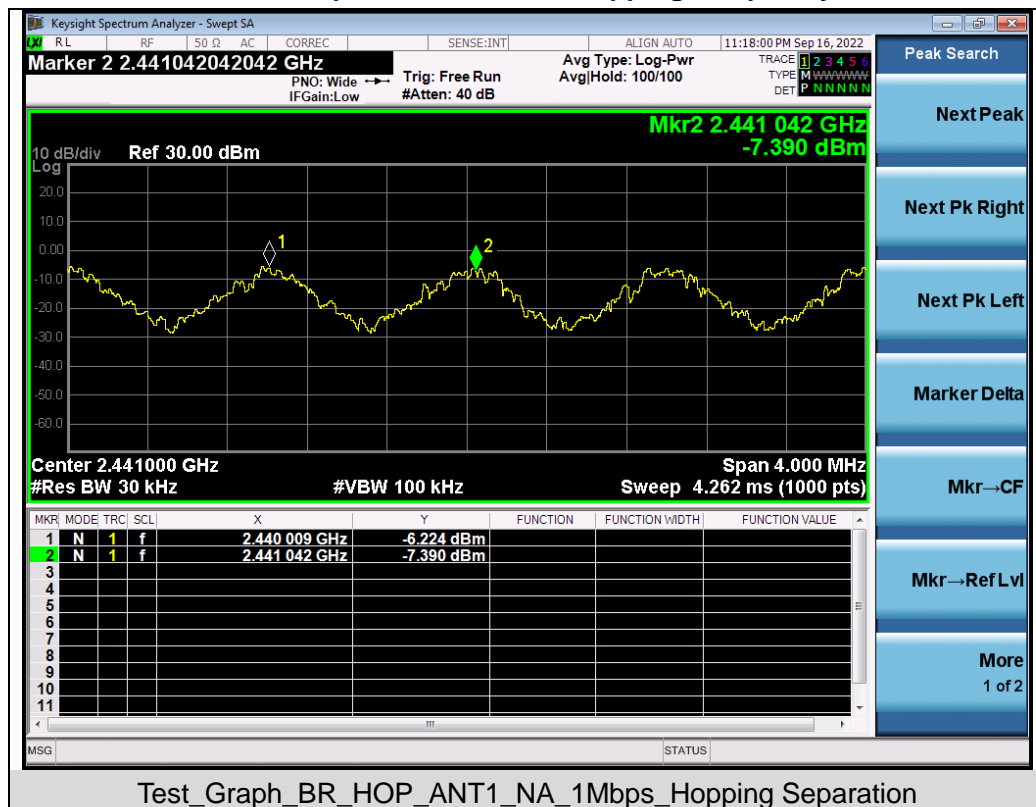 Keysight Spectrum Analyzer - Swept SA
LXI RL RF 50 Ω AC CORREC SENSE:INT ALIGN AUTO 11:18:00 PM Sep 16, 2022
Marker 2 2.441042042042 GHz
PNO: Wide
IFGain:Low
Trig: Free Run
#Atten: 40 dB
Avg Type: Log-Pwr
Avg|Hold: 100/100
TRACE 1 2 3 4 5 6
TYPE M WWWWW
DET P N N N N N
Peak Search
Mkr2 2.441 042 GHz
-7.390 dBm
10 dB/div Ref 30.00 dBm
Log
20.0
10.0
0.00
-10.0
-20.0
-30.0
-40.0
-50.0
-60.0
1
2
Center 2.441000 GHz Span 4.000 MHz
#Res BW 30 kHz #VBW 100 kHz Sweep 4.262 ms (1000 pts)
MKR MODE TRC SCL X Y FUNCTION FUNCTION WIDTH FUNCTION VALUE
1 N 1 f 2.440 009 GHz -6.224 dBm
2 N 1 f 2.441 042 GHz -7.390 dBm
3
4
5
6
7
8
9
10
11
Next Peak
Next Pk Right
Next Pk Left
Marker Delta
Mkr→CF
Mkr→Ref Lvl
More
1 of 2
MSG STATUS
Test_Graph_BR_HOP_ANT1_NA_1Mbps_Hopping Separation